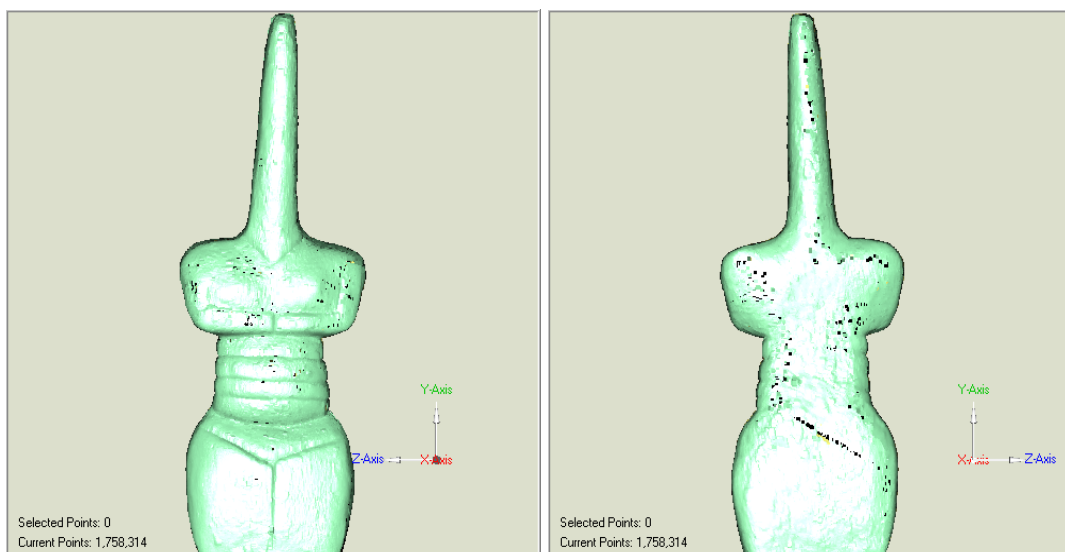 Y-Axis
Z-Axis X-Axis
Selected Points: 0
Current Points: 1,758,314
Y-Axis
X-Axis Z-Axis
Selected Points: 0
Current Points: 1,758,314